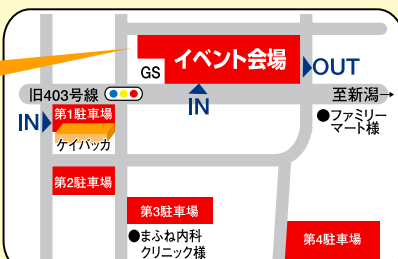 イベント会場
GS
OUT
旧403号線
IN
至新潟→
IN
第1駐車場
●ファミリー
マート様
ケイバッカ
第2駐車場
第3駐車場
●まふね内科
クリニック様
第4駐車場